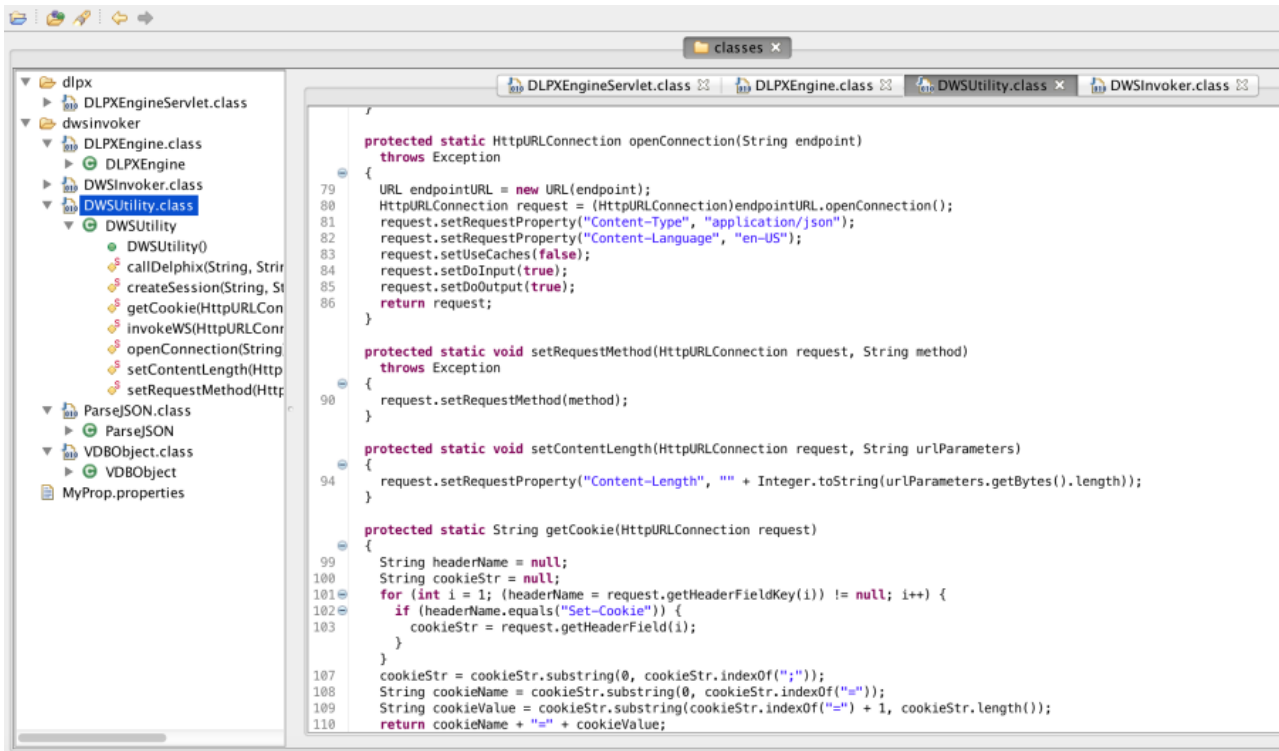 classes
dlpx
DLPXEngineServlet.class
dwsinvoker
DLPXEngine.class
DLPXEngine
DWSInvoker.class
DWSUtility.class
DWSUtility
DWSUtility()
callDelphix(String, Strin
createSession(String, St
getCookie(HttpURLCon
invokeWS(HttpURLConn
openConnection(String
setContentLength(Http
setRequestMethod(Http
ParseJSON.class
ParseJSON
VDBObject.class
VDBObject
MyProp.properties
DLPXEngineServlet.class DLPXEngine.class DWSUtility.class DWSInvoker.class
}
protected static HttpURLConnection openConnection(String endpoint)
throws Exception
{
79 URL endpointURL = new URL(endpoint);
80 HttpURLConnection request = (HttpURLConnection)endpointURL.openConnection();
81 request.setRequestProperty("Content-Type", "application/json");
82 request.setRequestProperty("Content-Language", "en-US");
83 request.setUseCaches(false);
84 request.setDoInput(true);
85 request.setDoOutput(true);
86 return request;
}
protected static void setRequestMethod(HttpURLConnection request, String method)
throws Exception
{
90 request.setRequestMethod(method);
}
protected static void setContentLength(HttpURLConnection request, String urlParameters)
{
94 request.setRequestProperty("Content-Length", "" + Integer.toString(urlParameters.getBytes().length));
}
protected static String getCookie(HttpURLConnection request)
{
99 String headerName = null;
100 String cookieStr = null;
101 for (int i = 1; (headerName = request.getHeaderFieldKey(i)) != null; i++) {
102 if (headerName.equals("Set-Cookie")) {
103 cookieStr = request.getHeaderField(i);
}
}
107 cookieStr = cookieStr.substring(0, cookieStr.indexOf(";"));
108 String cookieName = cookieStr.substring(0, cookieStr.indexOf("="));
109 String cookieValue = cookieStr.substring(cookieStr.indexOf("=") + 1, cookieStr.length());
110 return cookieName + "=" + cookieValue;